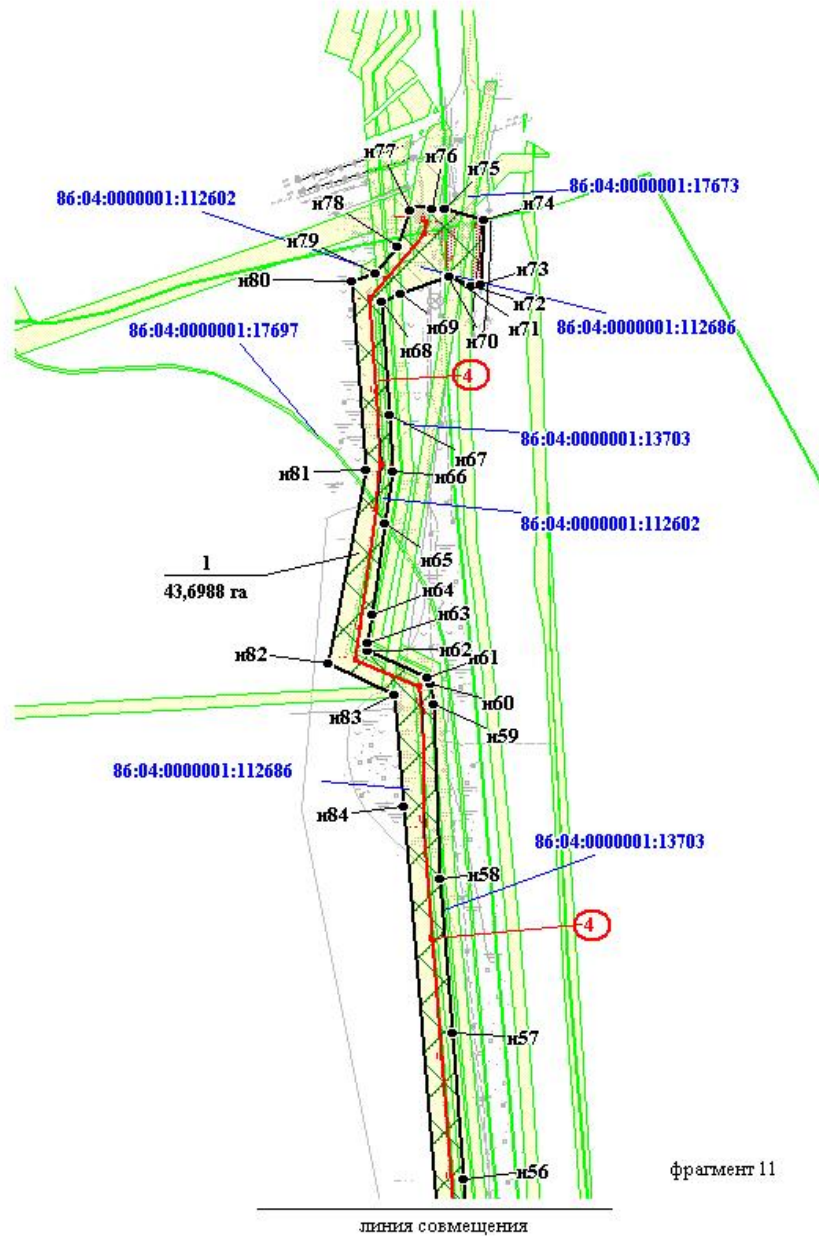 н77
н76
н75
86:04:0000001:17673
86:04:0000001:112602
н78
н74
н79
н80
н73
н72
н69
н71
86:04:0000001:17697
н68
н70
86:04:0000001:112686
4
86:04:0000001:13703
н67
н81
н66
86:04:0000001:112602
н65
1
43,6988 га
н64
н63
н62
н61
н82
н60
н83
н59
86:04:0000001:112686
н84
86:04:0000001:13703
н58
4
н57
фрагмент 11
н56
линия совмещения